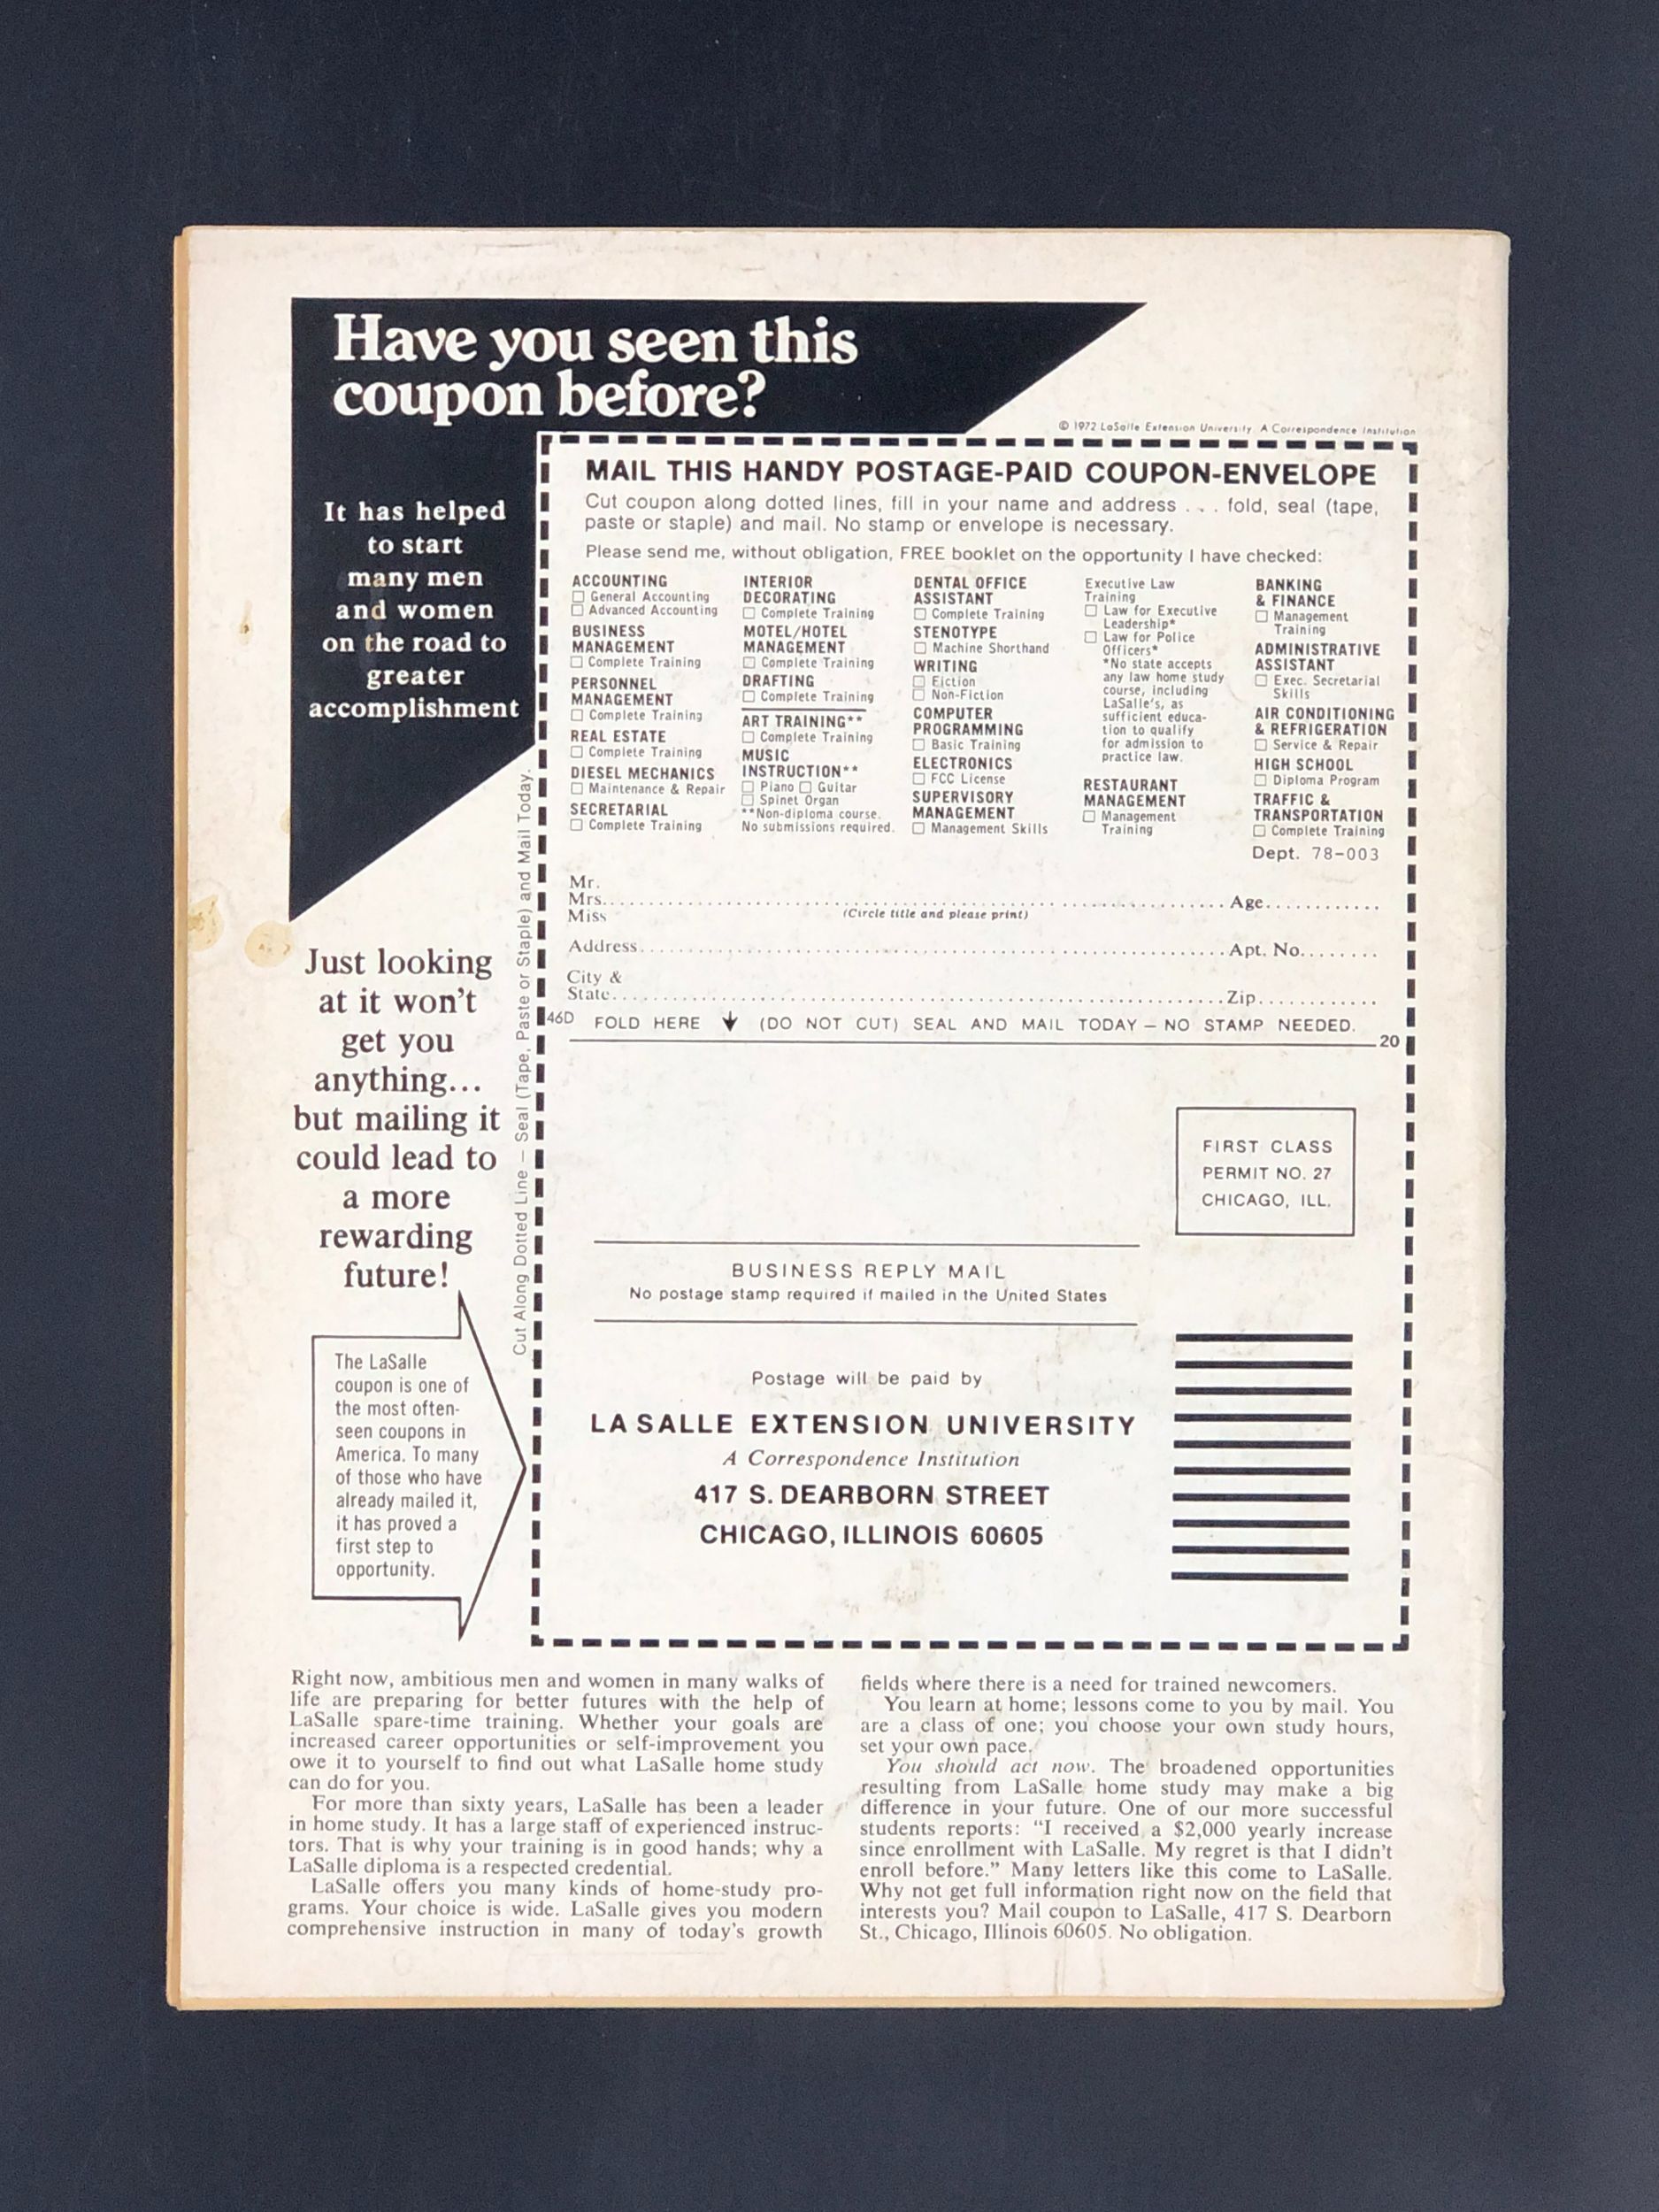 Have you seen this
coupon before?
It has helped
to start
many men
and women
on the road to
greater
accomplishment
Just looking
at it won't
get you
anything...
but mailing it
could lead to
a more
rewarding
future!
The LaSalle
coupon is one of
the most often-
seen coupons in
America. To many
of those who have
already mailed it,
it has proved a
first step to
opportunity.
Cut Along Dotted Line — Seal (Tape, Paste or Staple) and Mail Today.
© 1972 LaSalle Extension University. A Correspondence Institution
MAIL THIS HANDY POSTAGE-PAID COUPON-ENVELOPE
Cut coupon along dotted lines, fill in your name and address . . . fold, seal (tape,
paste or staple) and mail. No stamp or envelope is necessary.
Please send me, without obligation, FREE booklet on the opportunity I have checked:
ACCOUNTING
☐ General Accounting
☐ Advanced Accounting
BUSINESS
MANAGEMENT
☐ Complete Training
PERSONNEL
MANAGEMENT
☐ Complete Training
REAL ESTATE
☐ Complete Training
DIESEL MECHANICS
☐ Maintenance & Repair
SECRETARIAL
☐ Complete Training
INTERIOR
DECORATING
☐ Complete Training
MOTEL/HOTEL
MANAGEMENT
☐ Complete Training
DRAFTING
☐ Complete Training
ART TRAINING**
☐ Complete Training
MUSIC
INSTRUCTION**
☐ Piano ☐ Guitar
☐ Spinet Organ
**Non-diploma course.
No submissions required.
DENTAL OFFICE
ASSISTANT
☐ Complete Training
STENOTYPE
☐ Machine Shorthand
WRITING
☐ Fiction
☐ Non-Fiction
COMPUTER
PROGRAMMING
☐ Basic Training
ELECTRONICS
☐ FCC License
SUPERVISORY
MANAGEMENT
☐ Management Skills
Executive Law
Training
☐ Law for Executive
Leadership*
☐ Law for Police
Officers*
*No state accepts
any law home study
course, including
LaSalle's, as
sufficient educa-
tion to qualify
for admission to
practice law.
RESTAURANT
MANAGEMENT
☐ Management
Training
BANKING
& FINANCE
☐ Management
Training
ADMINISTRATIVE
ASSISTANT
☐ Exec. Secretarial
Skills
AIR CONDITIONING
& REFRIGERATION
☐ Service & Repair
HIGH SCHOOL
☐ Diploma Program
TRAFFIC &
TRANSPORTATION
☐ Complete Training
Dept. 78-003
Mr.
Mrs. Age
Miss (Circle title and please print)
Address Apt. No.
City &
State Zip
46D FOLD HERE ↓ (DO NOT CUT) SEAL AND MAIL TODAY — NO STAMP NEEDED.
20
FIRST CLASS
PERMIT NO. 27
CHICAGO, ILL.
BUSINESS REPLY MAIL
No postage stamp required if mailed in the United States
Postage will be paid by
LA SALLE EXTENSION UNIVERSITY
A Correspondence Institution
417 S. DEARBORN STREET
CHICAGO, ILLINOIS 60605
Right now, ambitious men and women in many walks of
life are preparing for better futures with the help of
LaSalle spare-time training. Whether your goals are
increased career opportunities or self-improvement you
owe it to yourself to find out what LaSalle home study
can do for you.
For more than sixty years, LaSalle has been a leader
in home study. It has a large staff of experienced instruc-
tors. That is why your training is in good hands; why a
LaSalle diploma is a respected credential.
LaSalle offers you many kinds of home-study pro-
grams. Your choice is wide. LaSalle gives you modern
comprehensive instruction in many of today's growth
fields where there is a need for trained newcomers.
You learn at home; lessons come to you by mail. You
are a class of one; you choose your own study hours,
set your own pace.
You should act now. The broadened opportunities
resulting from LaSalle home study may make a big
difference in your future. One of our more successful
students reports: "I received a $2,000 yearly increase
since enrollment with LaSalle. My regret is that I didn't
enroll before." Many letters like this come to LaSalle.
Why not get full information right now on the field that
interests you? Mail coupon to LaSalle, 417 S. Dearborn
St., Chicago, Illinois 60605. No obligation.